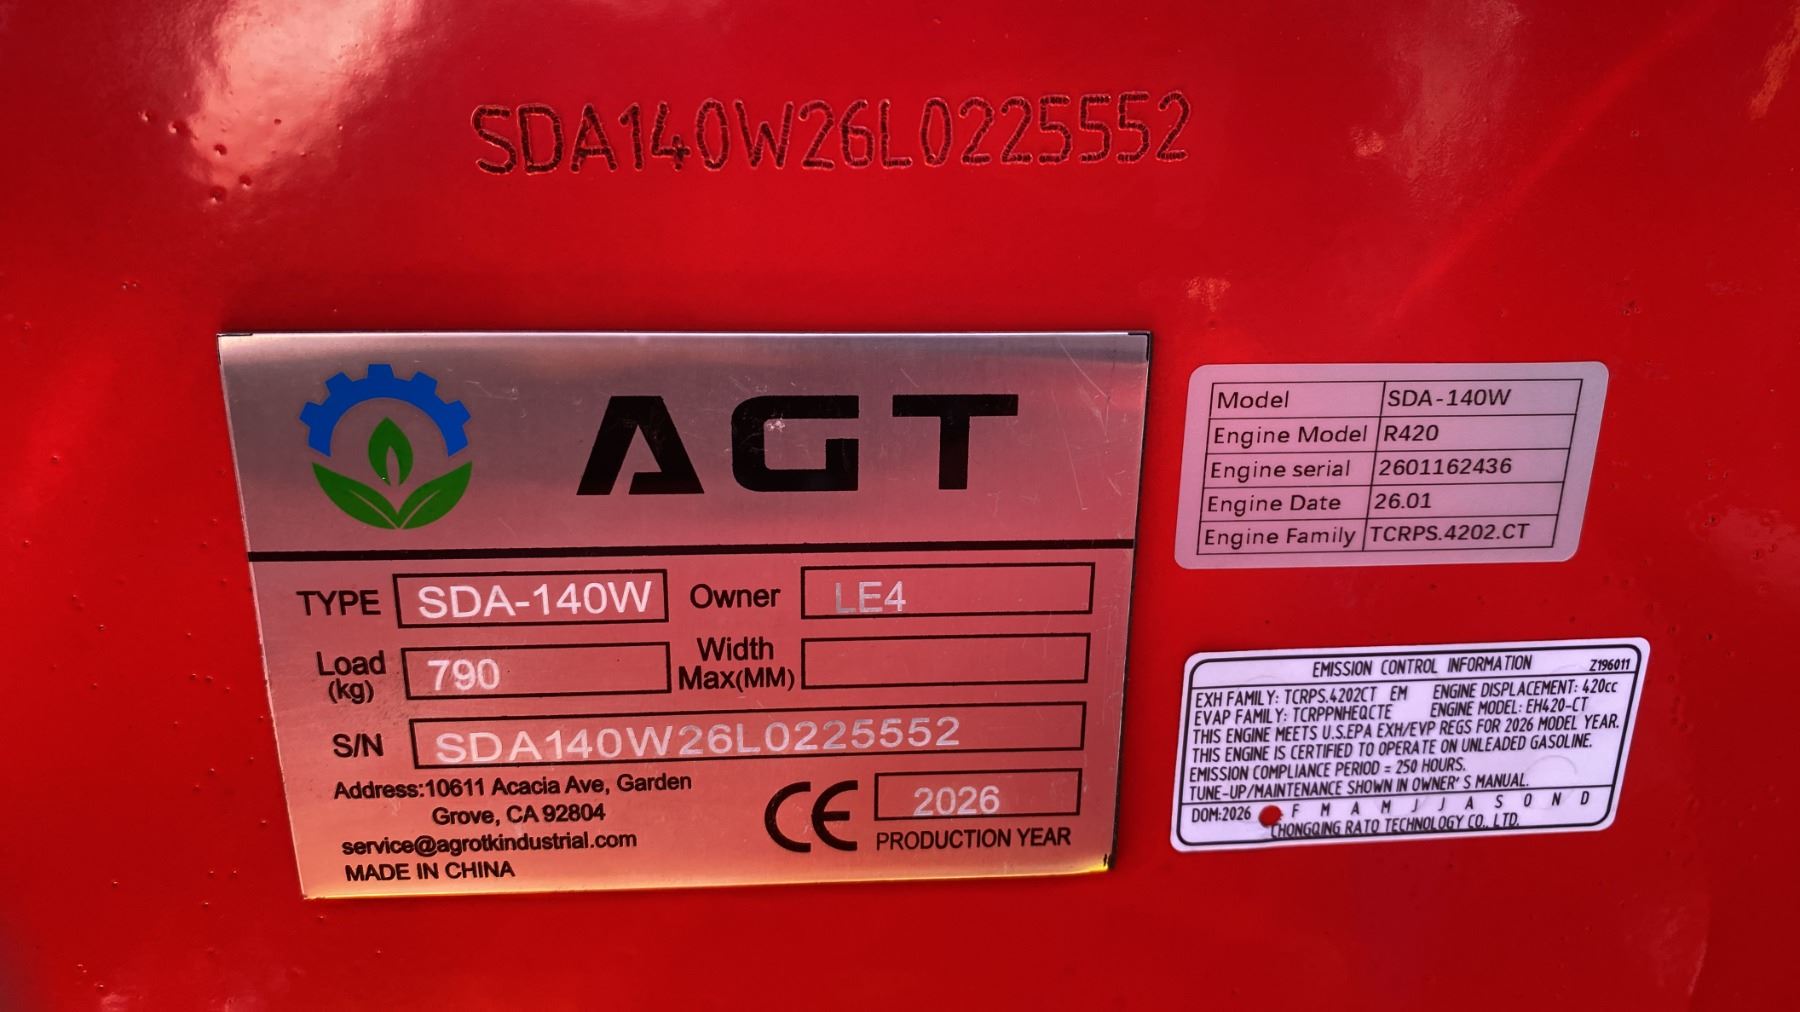 SDA140W26L0225552
AGT
TYPE SDA-140W Owner LE4
Load (kg) 790 Width Max(MM)
S/N SDA140W26L0225552
Address:10611 Acacia Ave, Garden
Grove, CA 92804
service@agrotkindustrial.com
MADE IN CHINA
CE 2026
PRODUCTION YEAR
Model SDA-140W
Engine Model R420
Engine serial 2601162436
Engine Date 26.01
Engine Family TCRPS.4202.CT
EMISSION CONTROL INFORMATION Z196011
EXH FAMILY: TCRPS.4202CT EM ENGINE DISPLACEMENT: 420cc
EVAP FAMILY: TCRPPNHEQCTE ENGINE MODEL: EH420-CT
THIS ENGINE MEETS U.S.EPA EXH/EVP REGS FOR 2026 MODEL YEAR.
THIS ENGINE IS CERTIFIED TO OPERATE ON UNLEADED GASOLINE.
EMISSION COMPLIANCE PERIOD = 250 HOURS.
TUNE-UP/MAINTENANCE SHOWN IN OWNER'S MANUAL.
DOM:2026 F M A M J J A S O N D
CHONGQING RATO TECHNOLOGY CO., LTD.